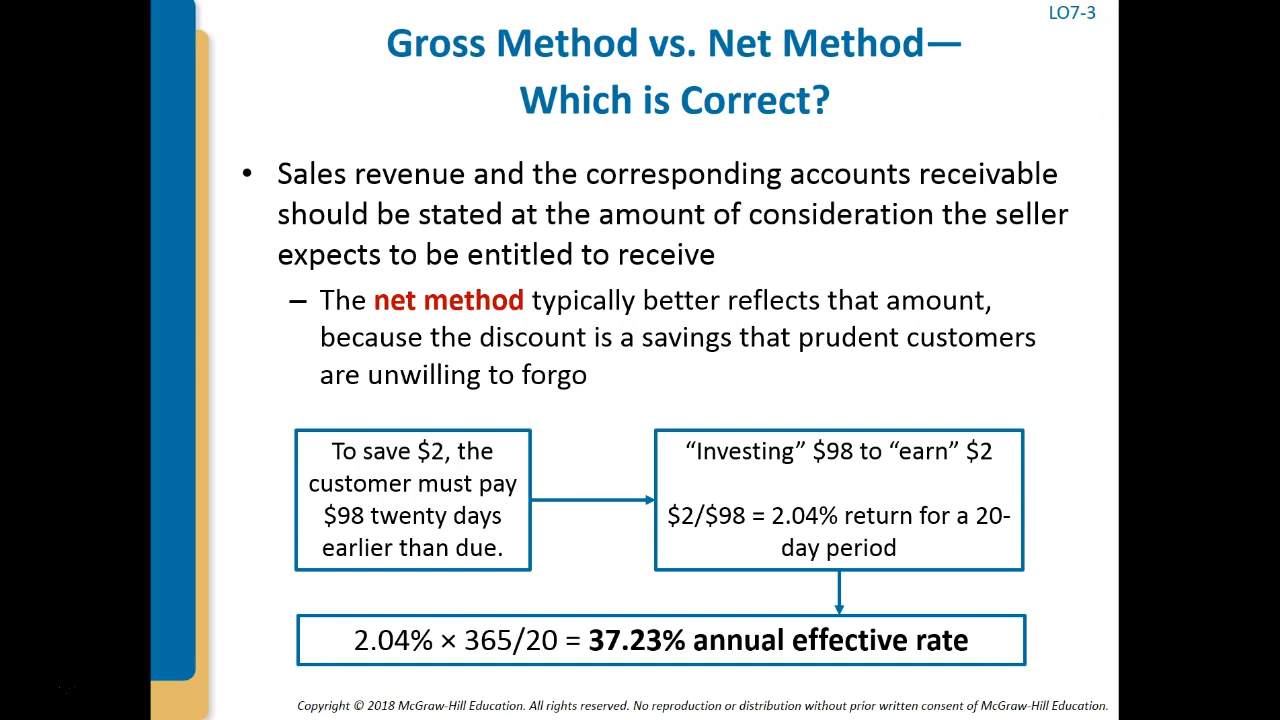 LO7-3
Gross Method vs. Net Method—
Which is Correct?
• Sales revenue and the corresponding accounts receivable
should be stated at the amount of consideration the seller
expects to be entitled to receive
– The net method typically better reflects that amount,
because the discount is a savings that prudent customers
are unwilling to forgo
To save $2, the
customer must pay
$98 twenty days
earlier than due.
“Investing” $98 to “earn” $2
$2/$98 = 2.04% return for a 20-
day period
2.04% × 365/20 = 37.23% annual effective rate
Copyright © 2018 McGraw-Hill Education. All rights reserved. No reproduction or distribution without prior written consent of McGraw-Hill Education.